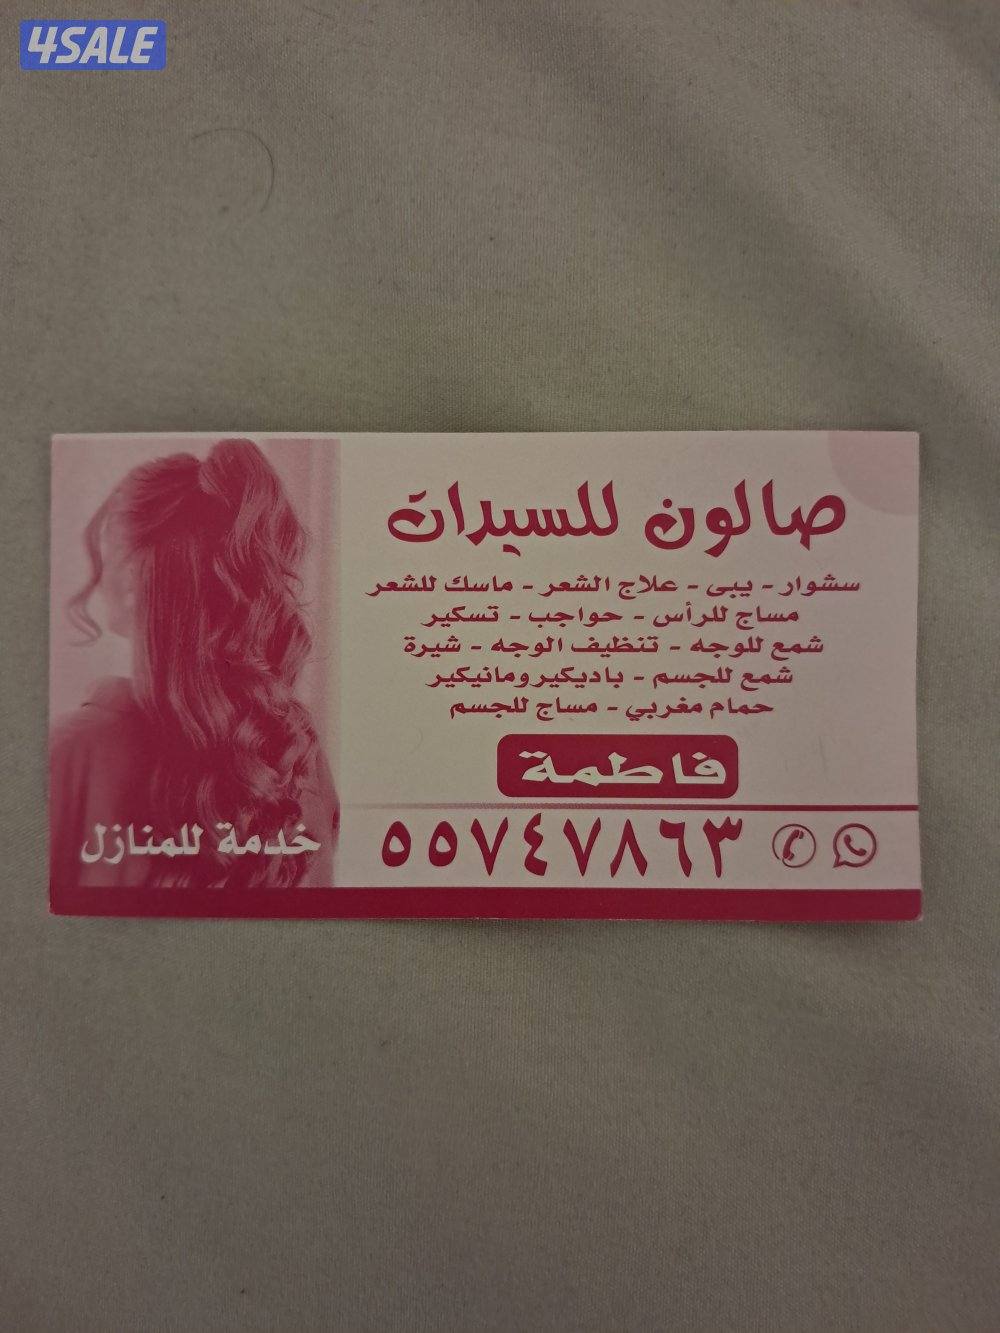 4SALE
صالون للسيدات
سشوار - يبى - علاج الشعر - ماسك للشعر
مساج للرأس - حواجب - تسكير
شمع للوجه - تنظيف الوجه - شيرة
شمع للجسم - باديكير ومانيكير
حمام مغربي - مساج للجسم
فاطمة
٥٥٧٤٧٨٦٣
خدمة للمنازل